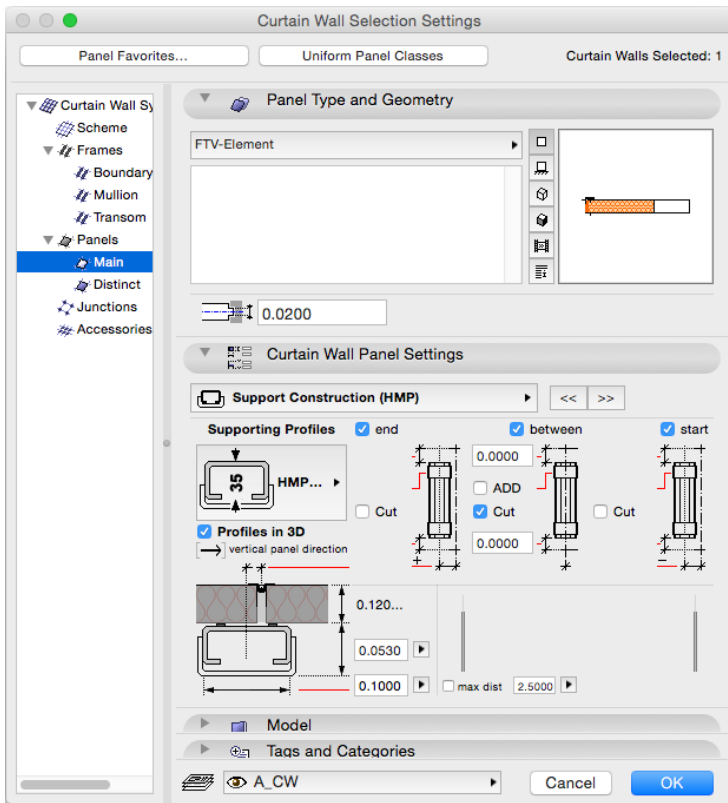 Curtain Wall Selection Settings
Panel Favorites...
Uniform Panel Classes
Curtain Walls Selected: 1
Curtain Wall Sy
Scheme
Frames
Boundary
Mullion
Transom
Panels
Main
Distinct
Junctions
Accessories
Panel Type and Geometry
FTV-Element
0.0200
Curtain Wall Panel Settings
Support Construction (HMP)
<< >>
Supporting Profiles
end
between
start
35
HMP...
0.0000
ADD
Cut
Cut
Cut
0.0000
Profiles in 3D
vertical panel direction
+
−
0.120...
0.0530
0.1000
max dist
2.5000
Model
Tags and Categories
A_CW
Cancel
OK